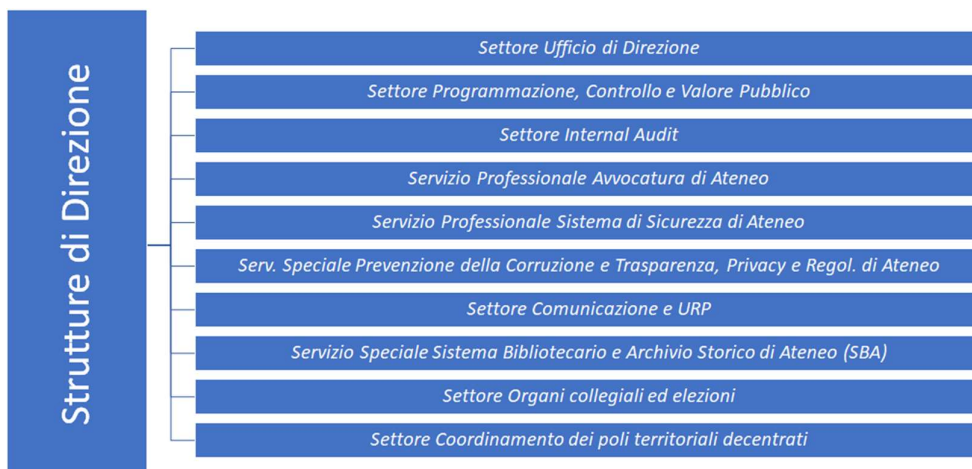 Strutture di Direzione
Settore Ufficio di Direzione
Settore Programmazione, Controllo e Valore Pubblico
Settore Internal Audit
Servizio Professionale Avvocatura di Ateneo
Servizio Professionale Sistema di Sicurezza di Ateneo
Serv. Speciale Prevenzione della Corruzione e Trasparenza, Privacy e Regol. di Ateneo
Settore Comunicazione e URP
Servizio Speciale Sistema Bibliotecario e Archivio Storico di Ateneo (SBA)
Settore Organi collegiali ed elezioni
Settore Coordinamento dei poli territoriali decentrati